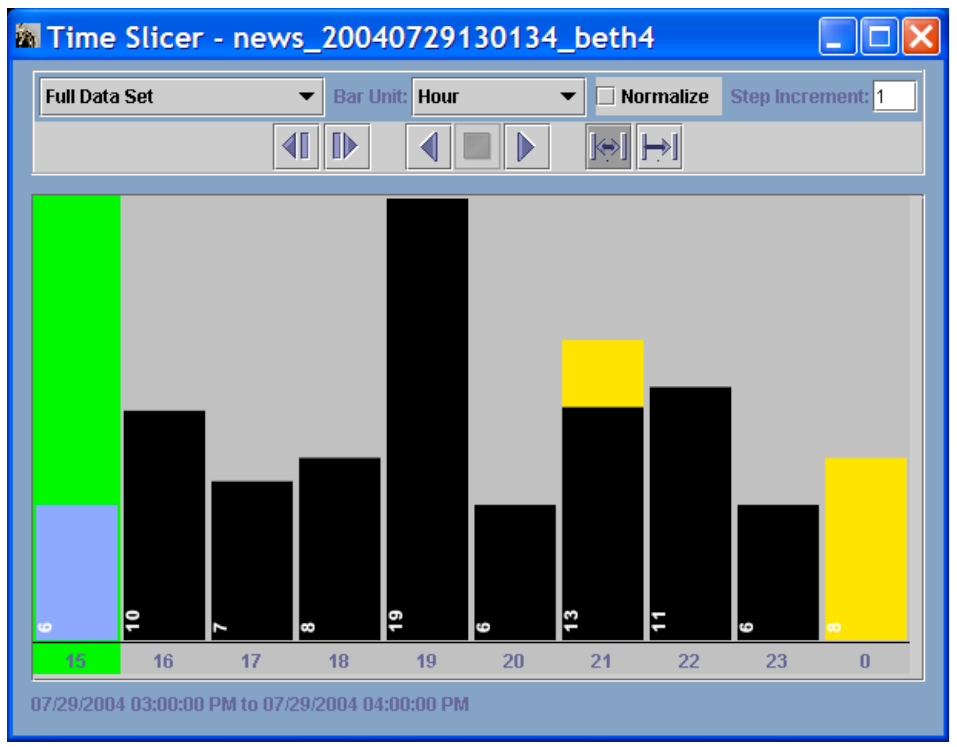 Time Slicer - news_20040729130134_beth4
Full Data Set Bar Unit: Hour Normalize Step Increment: 1
6 10 7 8 19 6 13 11 6 8
15 16 17 18 19 20 21 22 23 0
07/29/2004 03:00:00 PM to 07/29/2004 04:00:00 PM